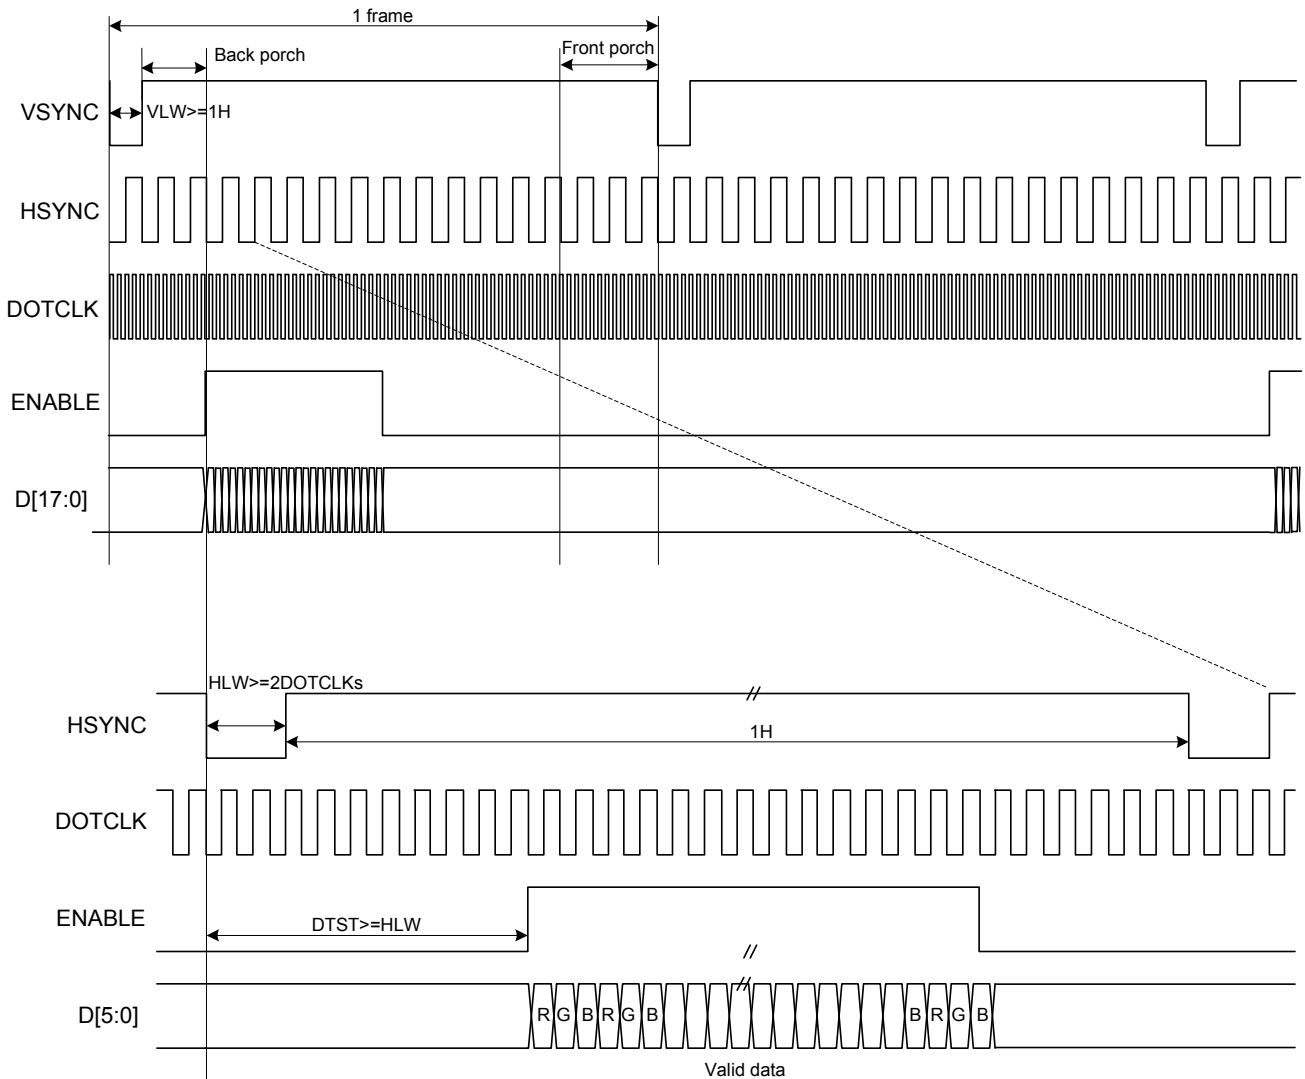 1 frame
Back porch
Front porch
VSYNC
VLW>=1H
HSYNC
DOTCLK
ENABLE
D[17:0]
HLW>=2DOTCLKs
HSYNC
1H
DOTCLK
ENABLE
DTST>=HLW
//
//
//
D[5:0]
R G B R G B B R G B
Valid data